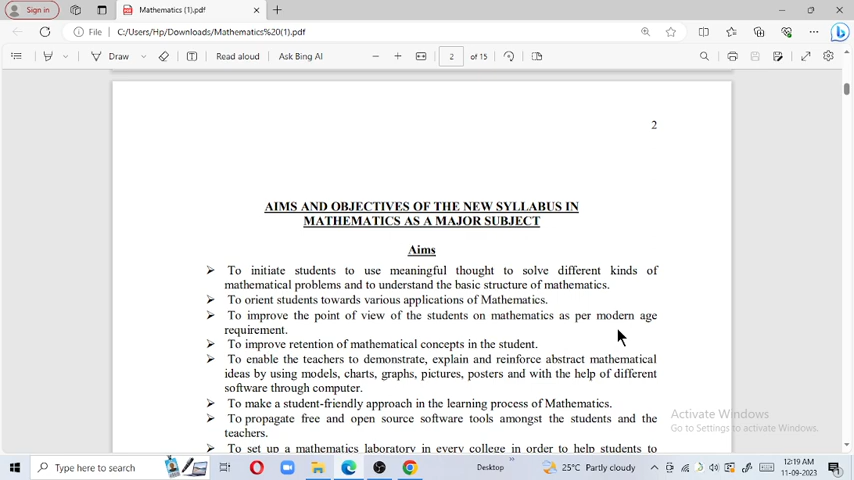 Sign in
Mathematics (1).pdf
File
C:/Users/Hp/Downloads/Mathematics%20(1).pdf
Draw
Read aloud
Ask Bing AI
2
of 15
2
AIMS AND OBJECTIVES OF THE NEW SYLLABUS IN
MATHEMATICS AS A MAJOR SUBJECT
Aims
➢ To initiate students to use meaningful thought to solve different kinds of
mathematical problems and to understand the basic structure of mathematics.
➢ To orient students towards various applications of Mathematics.
➢ To improve the point of view of the students on mathematics as per modern age
requirement.
➢ To improve retention of mathematical concepts in the student.
➢ To enable the teachers to demonstrate, explain and reinforce abstract mathematical
ideas by using models, charts, graphs, pictures, posters and with the help of different
software through computer.
➢ To make a student-friendly approach in the learning process of Mathematics.
➢ To propagate free and open source software tools amongst the students and the
teachers.
➢ To set up a mathematics laboratory in every college in order to help students to
Activate Windows
Go to Settings to activate Windows.
Type here to search
Desktop
25°C Partly cloudy
12:19 AM
11-09-2023